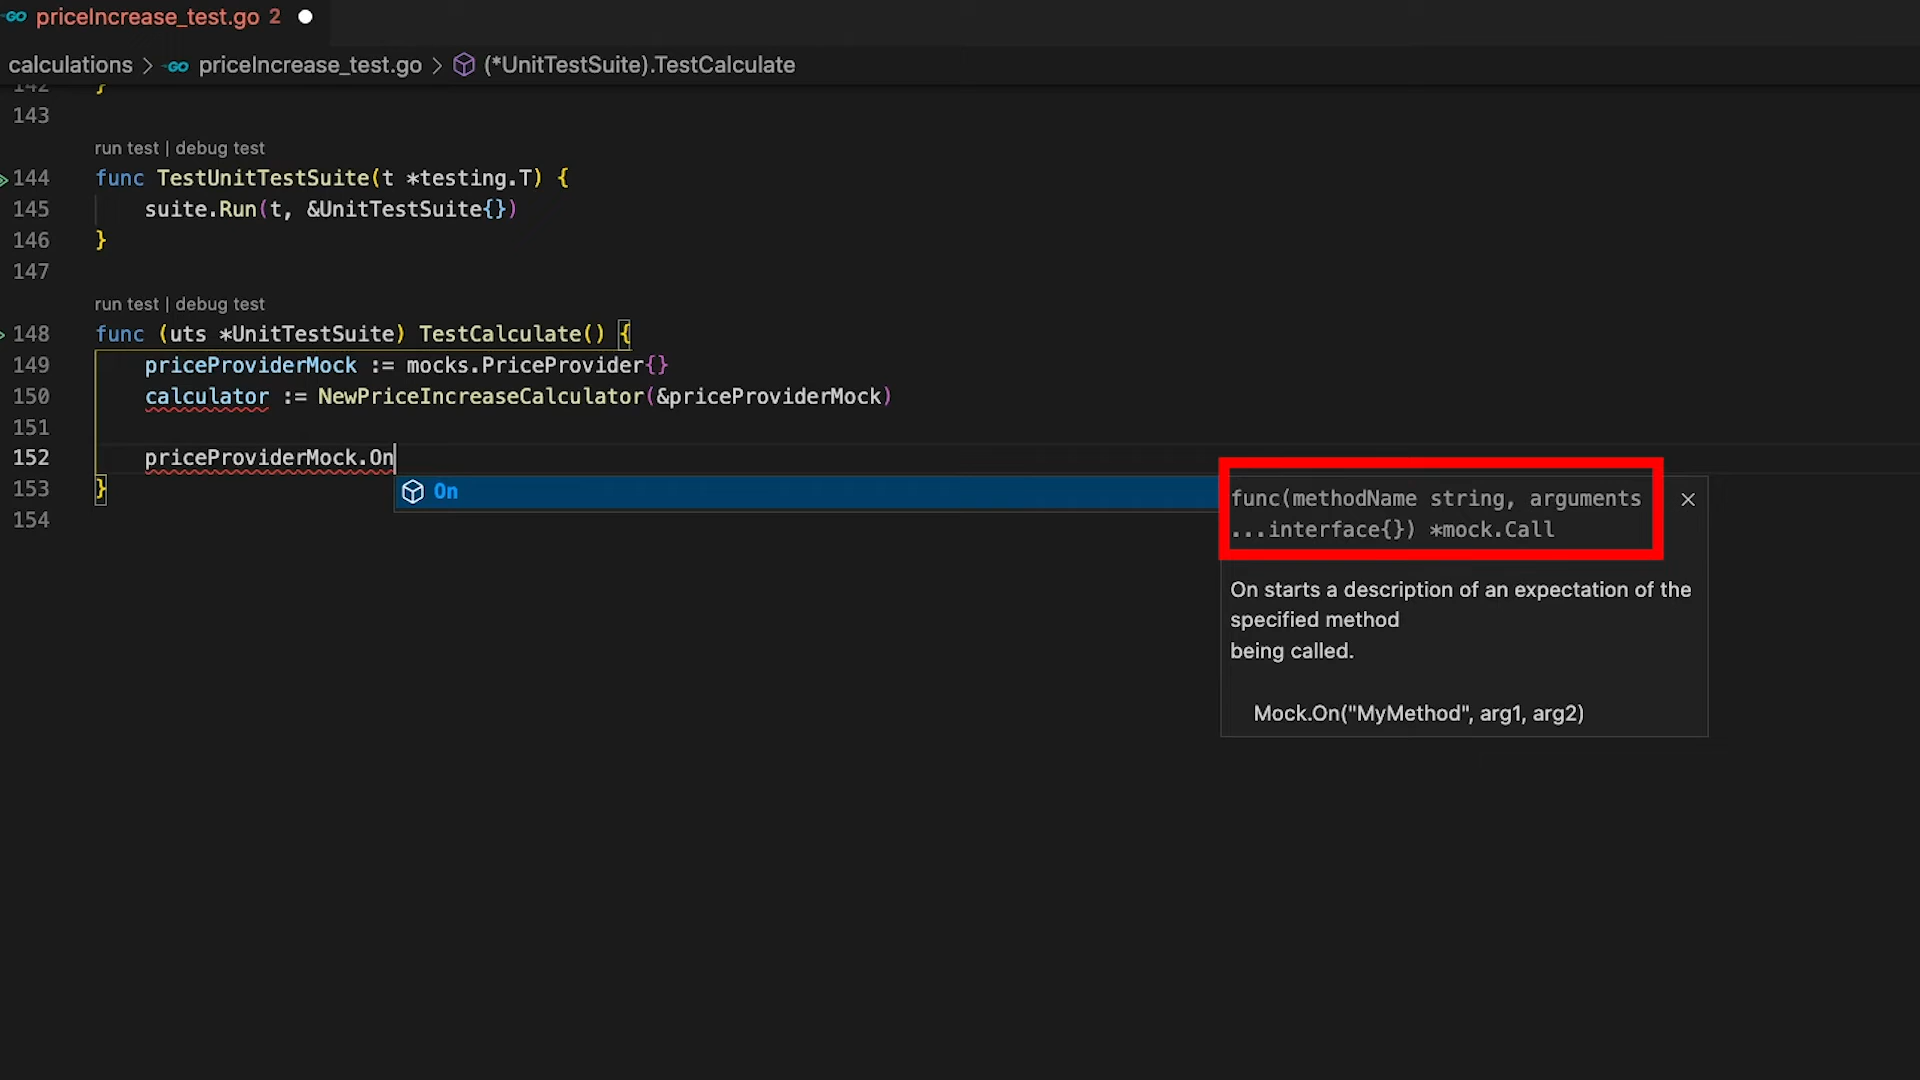 GO priceIncrease_test.go 2
calculations > GO priceIncrease_test.go > (*UnitTestSuite).TestCalculate
142 }
143
run test | debug test
144 func TestUnitTestSuite(t *testing.T) {
145 suite.Run(t, &UnitTestSuite{})
146 }
147
run test | debug test
148 func (uts *UnitTestSuite) TestCalculate() {
149 priceProviderMock := mocks.PriceProvider{}
150 calculator := NewPriceIncreaseCalculator(&priceProviderMock)
151
152 priceProviderMock.On
153 }
154
On
func(methodName string, arguments
...interface{}) *mock.Call
On starts a description of an expectation of the
specified method
being called.
Mock.On("MyMethod", arg1, arg2)